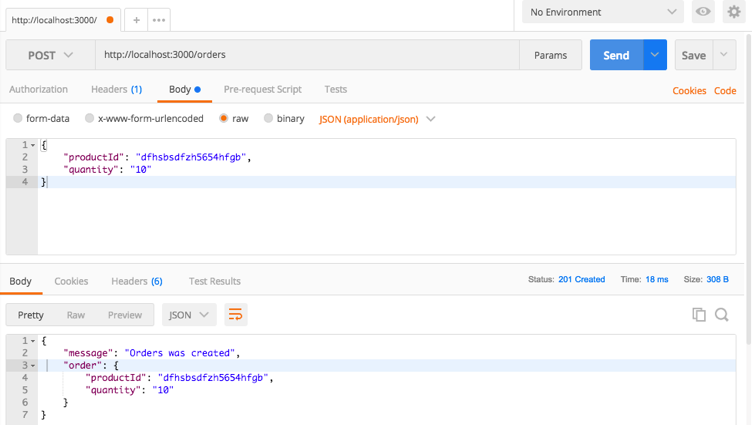 http://localhost:3000/
No Environment
POST http://localhost:3000/orders Params Send Save
Authorization Headers (1) Body Pre-request Script Tests Cookies Code
form-data x-www-form-urlencoded raw binary JSON (application/json)
1 {
2 "productId": "dfhsbsdfzh5654hfgb",
3 "quantity": "10"
4 }
Body Cookies Headers (6) Test Results Status: 201 Created Time: 18 ms Size: 308 B
Pretty Raw Preview JSON
1 {
2 "message": "Orders was created",
3 "order": {
4 "productId": "dfhsbsdfzh5654hfgb",
5 "quantity": "10"
6 }
7 }